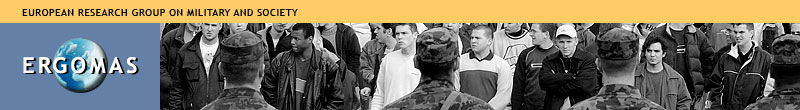 EUROPEAN RESEARCH GROUP ON MILITARY AND SOCIETY
ERGOMAS